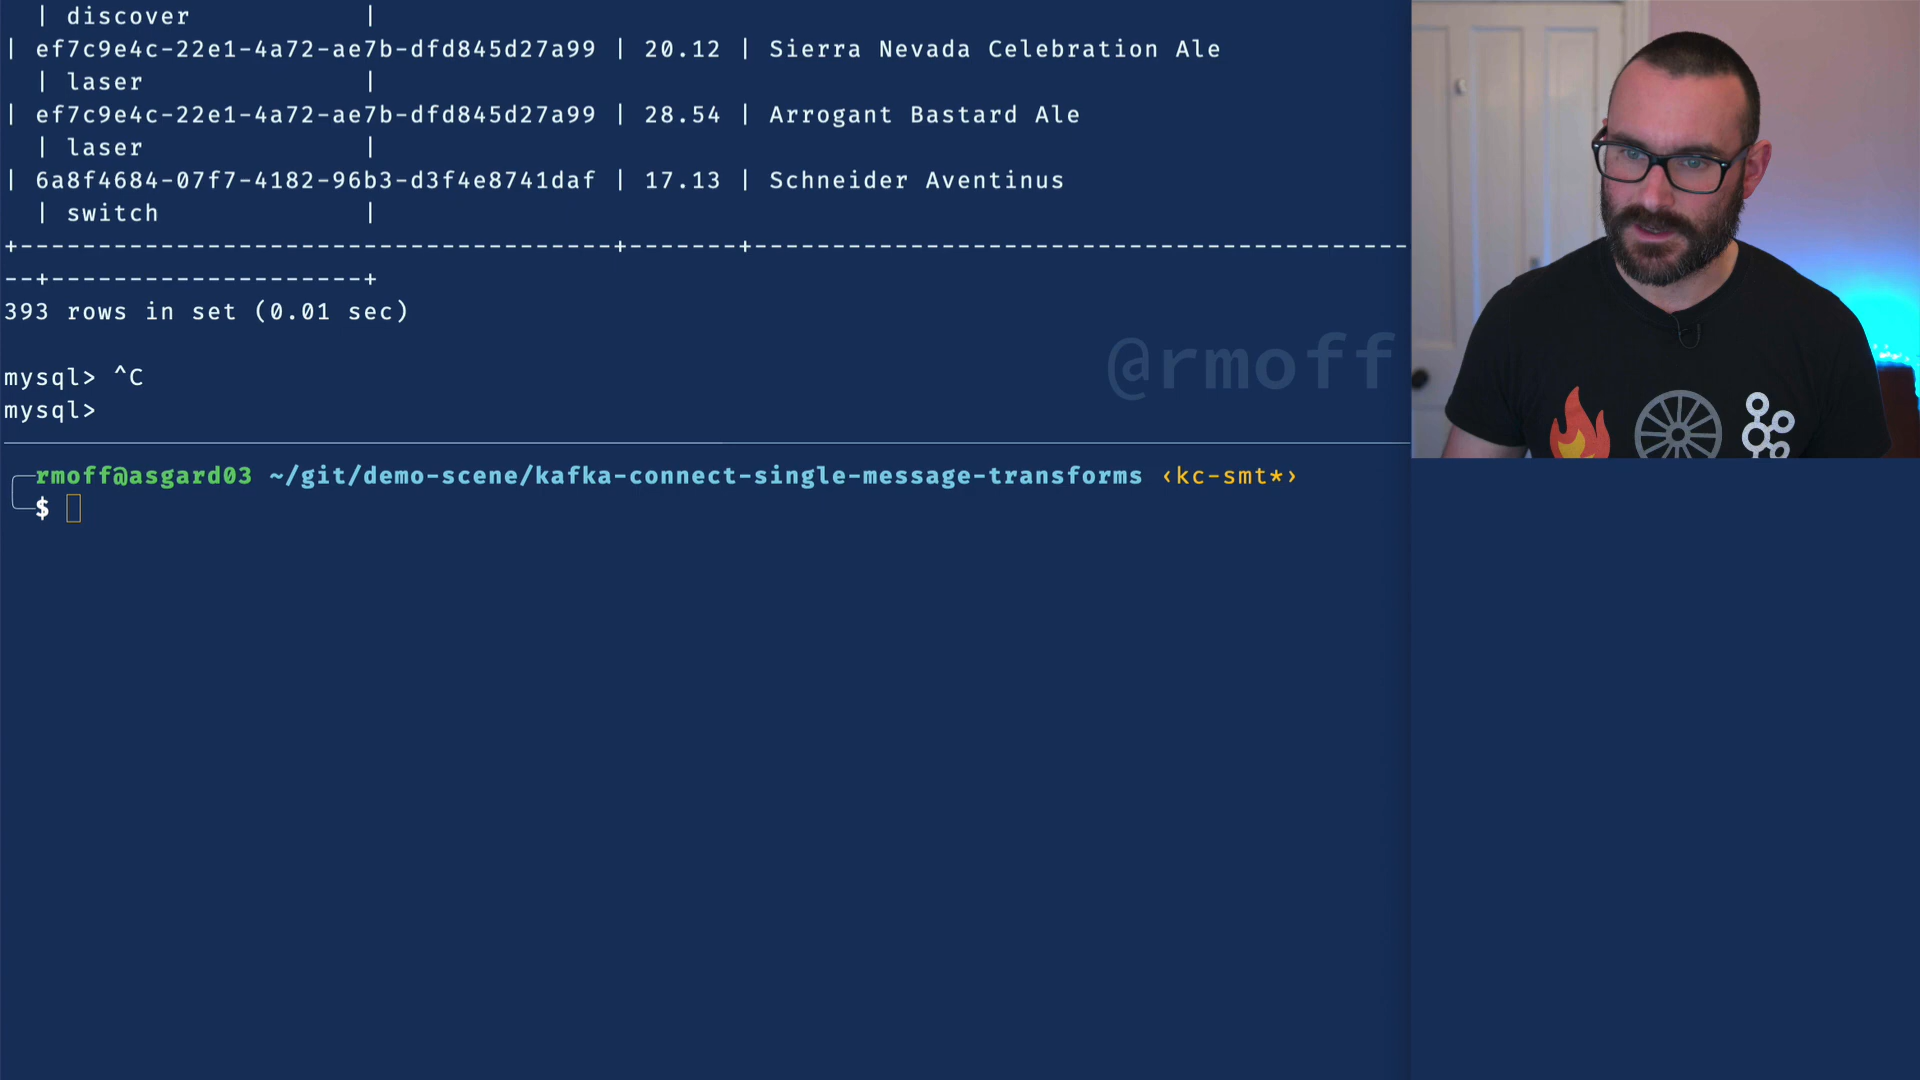 | discover            |
| ef7c9e4c-22e1-4a72-ae7b-dfd845d27a99 | 20.12 | Sierra Nevada Celebration Ale
| laser               |
| ef7c9e4c-22e1-4a72-ae7b-dfd845d27a99 | 28.54 | Arrogant Bastard Ale
| laser               |
| 6a8f4684-07f7-4182-96b3-d3f4e8741daf | 17.13 | Schneider Aventinus
| switch              |
+--------------------------------------+-------+------------------------------------------
--+--------------------+
393 rows in set (0.01 sec)
@rmoff
mysql> ^C
mysql>
rmoff@asgard03 ~/git/demo-scene/kafka-connect-single-message-transforms ‹kc-smt*›
$